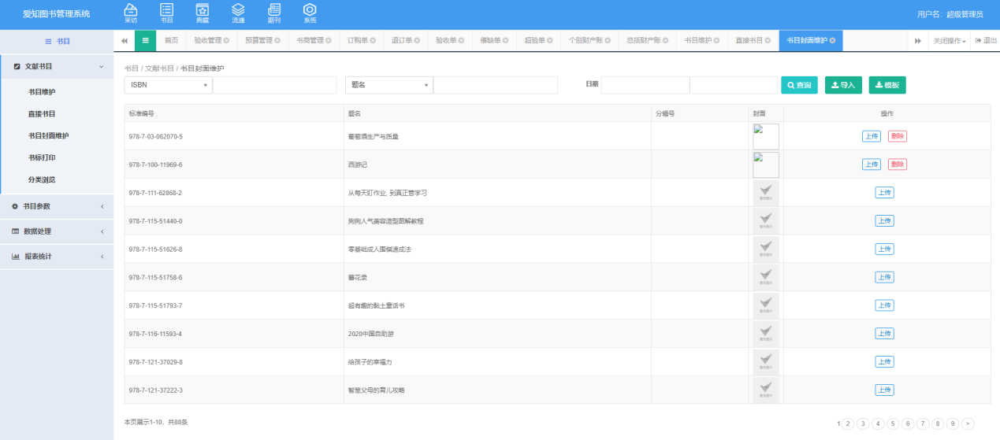 爱知图书管理系统
采访 书目 典藏 流通 期刊 系统
用户名: 超级管理员
书目
首页 验收管理 预算管理 书商管理 订购单 退订单 验收单 催缺单 超验单 个别财产账 总括财产账 书目维护 直接书目 书目封面维护 关闭操作 退出
文献书目
书目维护
直接书目
书目封面维护
书标打印
分类浏览
书目参数
数据处理
报表统计
书目 / 文献书目 / 书目封面维护
ISBN 题名 日期 查询 导入 模板
标准编号 题名 分辑号 封面 操作
978-7-03-062070-5 葡萄酒生产与质量 上传 删除
978-7-100-11969-6 西游记 上传 删除
978-7-111-62868-2 从每天盯作业, 到真正管学习 上传
978-7-115-51440-0 狗狗人气美容造型图解教程 上传
978-7-115-51626-8 零基础成人围棋速成法 上传
978-7-115-51758-6 簪花录 上传
978-7-115-51793-7 超有趣的黏土童话书 上传
978-7-116-11593-4 2020中国自助游 上传
978-7-121-37029-8 给孩子的幸福力 上传
978-7-121-37222-3 智慧父母的育儿攻略 上传
本页展示1-10，共88条
1 2 3 4 5 6 7 8 9 >